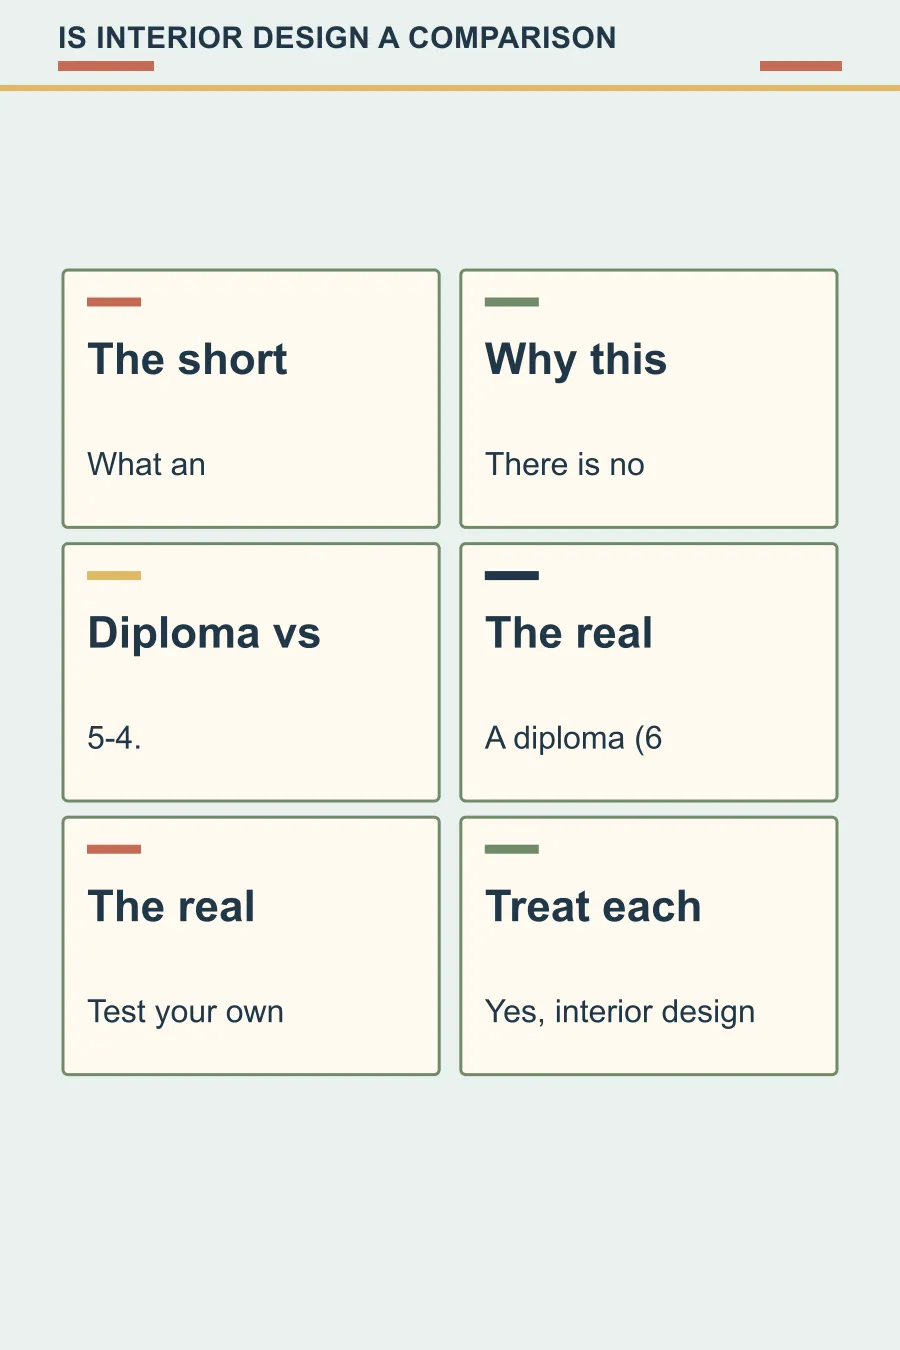 IS INTERIOR DESIGN A COMPARISON
The short
What an
Why this
There is no
Diploma vs
5-4.
The real
A diploma (6
The real
Test your own
Treat each
Yes, interior design